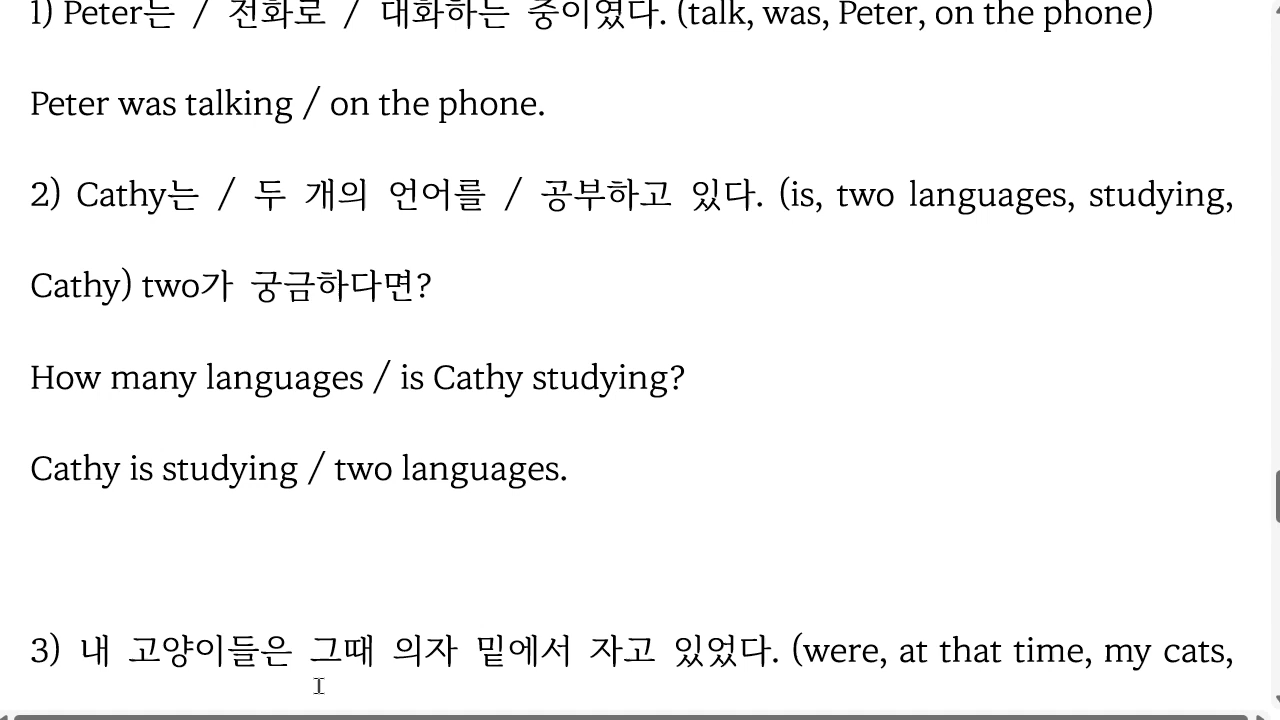 1) Peter는 / 전화로 / 대화하는 중이였다. (talk, was, Peter, on the phone)
Peter was talking / on the phone.
2) Cathy는 / 두 개의 언어를 / 공부하고 있다. (is, two languages, studying,
Cathy) two가 궁금하다면?
How many languages / is Cathy studying?
Cathy is studying / two languages.
3) 내 고양이들은 그때 의자 밑에서 자고 있었다. (were, at that time, my cats,